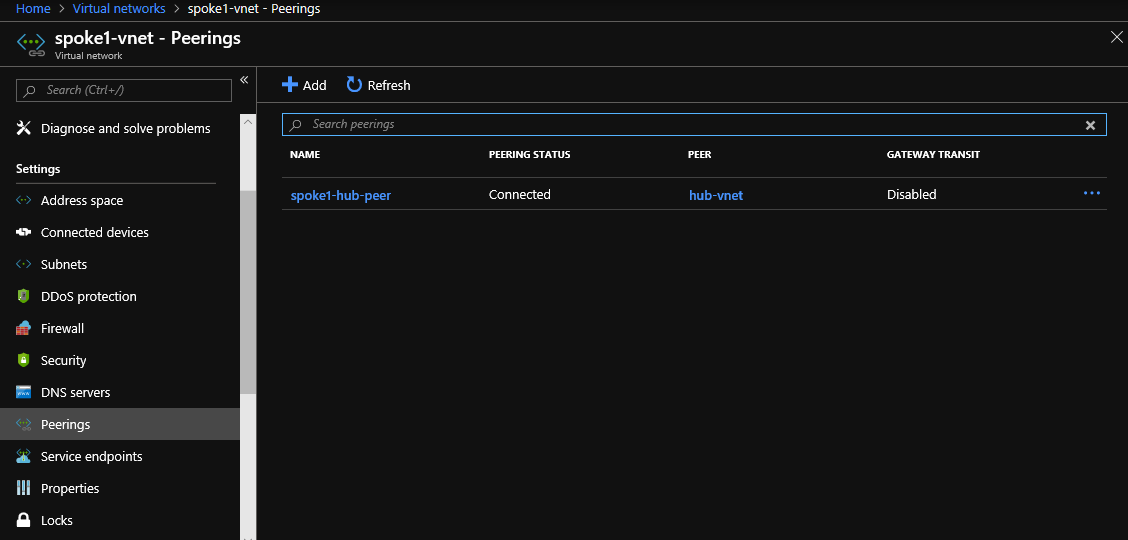 Home > Virtual networks > spoke1-vnet - Peerings
spoke1-vnet - Peerings
Virtual network
Search (Ctrl+/)
«
Diagnose and solve problems
Settings
Address space
Connected devices
Subnets
DDoS protection
Firewall
Security
DNS servers
Peerings
Service endpoints
Properties
Locks
Add Refresh
Search peerings
NAME PEERING STATUS PEER GATEWAY TRANSIT
spoke1-hub-peer Connected hub-vnet Disabled ...